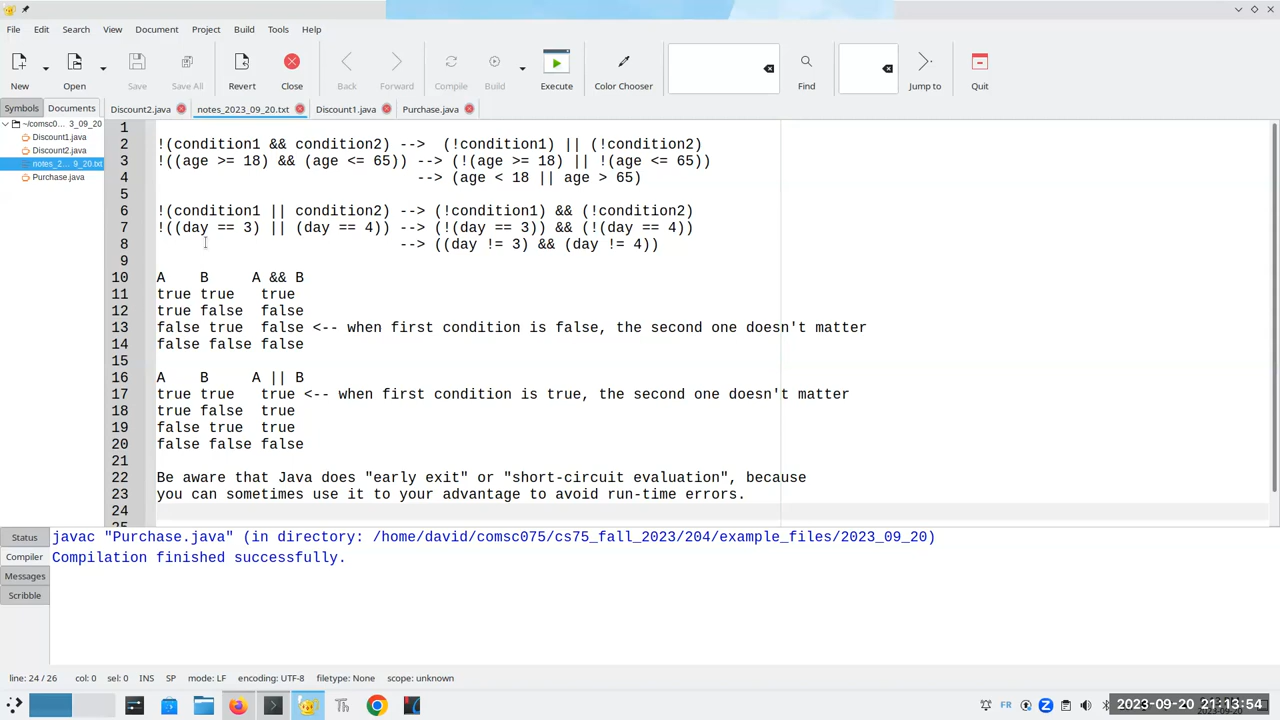 File Edit Search View Document Project Build Tools Help
New Open Save Save All Revert Close Back Forward Compile Build Execute Color Chooser Find Jump to Quit
Symbols Documents Discount2.java notes_2023_09_20.txt Discount1.java Purchase.java
~/comsc0... 3_09_20
Discount1.java
Discount2.java
notes_2... 9_20.txt
Purchase.java
1
2 !(condition1 && condition2) --> (!condition1) || (!condition2)
3 !((age >= 18) && (age <= 65)) --> (!(age >= 18) || !(age <= 65))
4 --> (age < 18 || age > 65)
5
6 !(condition1 || condition2) --> (!condition1) && (!condition2)
7 !((day == 3) || (day == 4)) --> (!(day == 3)) && (!(day == 4))
8 --> ((day != 3) && (day != 4))
9
10 A B A && B
11 true true true
12 true false false
13 false true false <-- when first condition is false, the second one doesn't matter
14 false false false
15
16 A B A || B
17 true true true <-- when first condition is true, the second one doesn't matter
18 true false true
19 false true true
20 false false false
21
22 Be aware that Java does "early exit" or "short-circuit evaluation", because
23 you can sometimes use it to your advantage to avoid run-time errors.
24
25
Status
Compiler
Messages
Scribble
javac "Purchase.java" (in directory: /home/david/comsc075/cs75_fall_2023/204/example_files/2023_09_20)
Compilation finished successfully.
line: 24 / 26 col: 0 sel: 0 INS SP mode: LF encoding: UTF-8 filetype: None scope: unknown
FR 2023-09-20 21:13:54